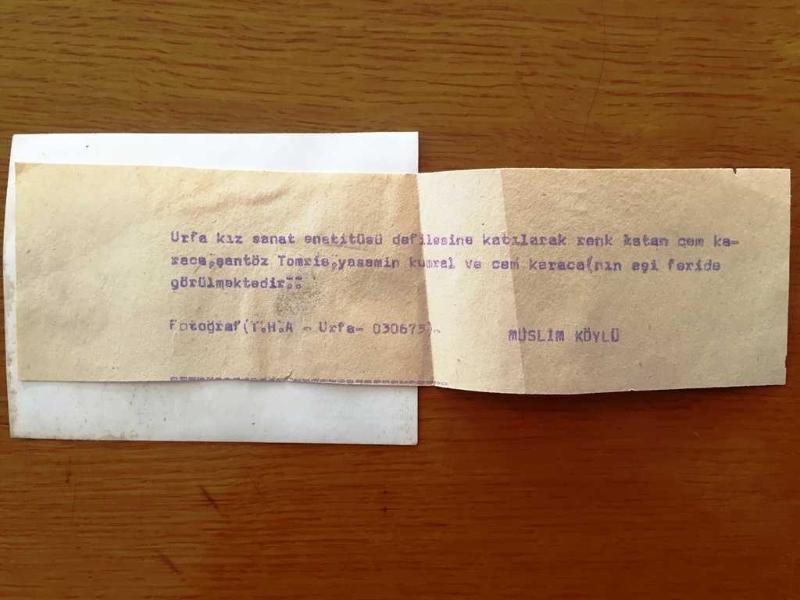 Urfa kız sanat enstitüsü defilesine katılarak renk katan cem ka-
raca,şantöz Tomris,yasemin kumral ve cem karaca(nın eşi feride
görülmektedir::
Fotoğraf(T.H.A - Urfa- 030673)-
MÜSLİM KÖYLÜ